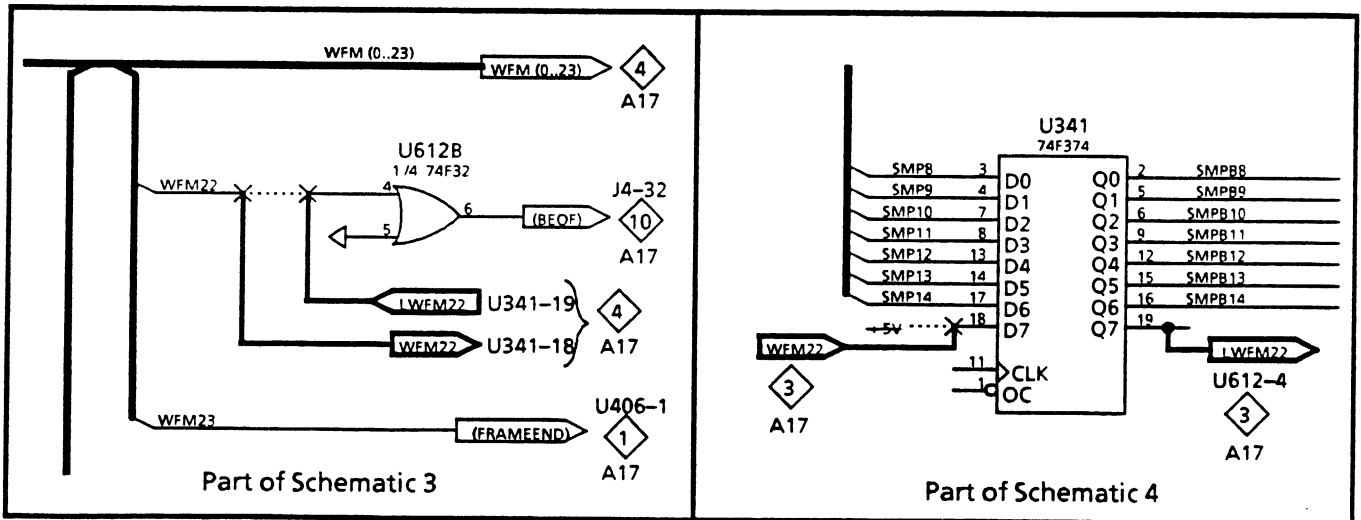 WFM (0..23)
WFM (0..23)
4
A17
U612B
1/4 74F32
WFM22
4
5
6
(BEOF)
J4-32
10
A17
LWFM22
U341-19
WFM22
U341-18
4
A17
WFM23
(FRAMEEND)
U406-1
1
A17
Part of Schematic 3
U341
74F374
SMP8 3 D0 Q0 2 SMPB8
SMP9 4 D1 Q1 5 SMPB9
SMP10 7 D2 Q2 6 SMPB10
SMP11 8 D3 Q3 9 SMPB11
SMP12 13 D4 Q4 12 SMPB12
SMP13 14 D5 Q5 15 SMPB13
SMP14 17 D6 Q6 16 SMPB14
+5V 18 D7 Q7 19
WFM22
3
A17
11 CLK
1 OC
LWFM22
U612-4
3
A17
Part of Schematic 4